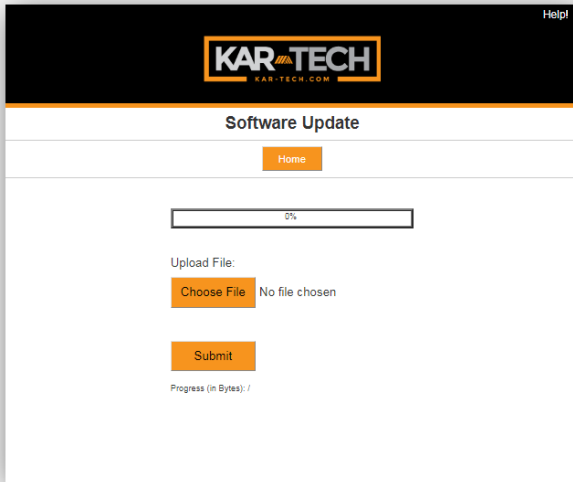 Help!
KAR-TECH
KAR-TECH.COM
Software Update
Home
0%
Upload File:
Choose File No file chosen
Submit
Progress (in Bytes): /